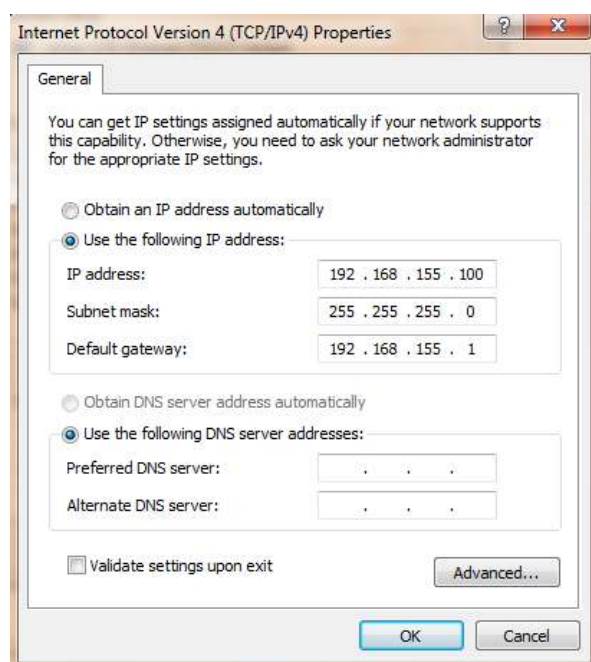 Internet Protocol Version 4 (TCP/IPv4) Properties
General
You can get IP settings assigned automatically if your network supports
this capability. Otherwise, you need to ask your network administrator
for the appropriate IP settings.
Obtain an IP address automatically
Use the following IP address:
IP address: 192 . 168 . 155 . 100
Subnet mask: 255 . 255 . 255 . 0
Default gateway: 192 . 168 . 155 . 1
Obtain DNS server address automatically
Use the following DNS server addresses:
Preferred DNS server: . . .
Alternate DNS server: . . .
Validate settings upon exit
Advanced...
OK Cancel